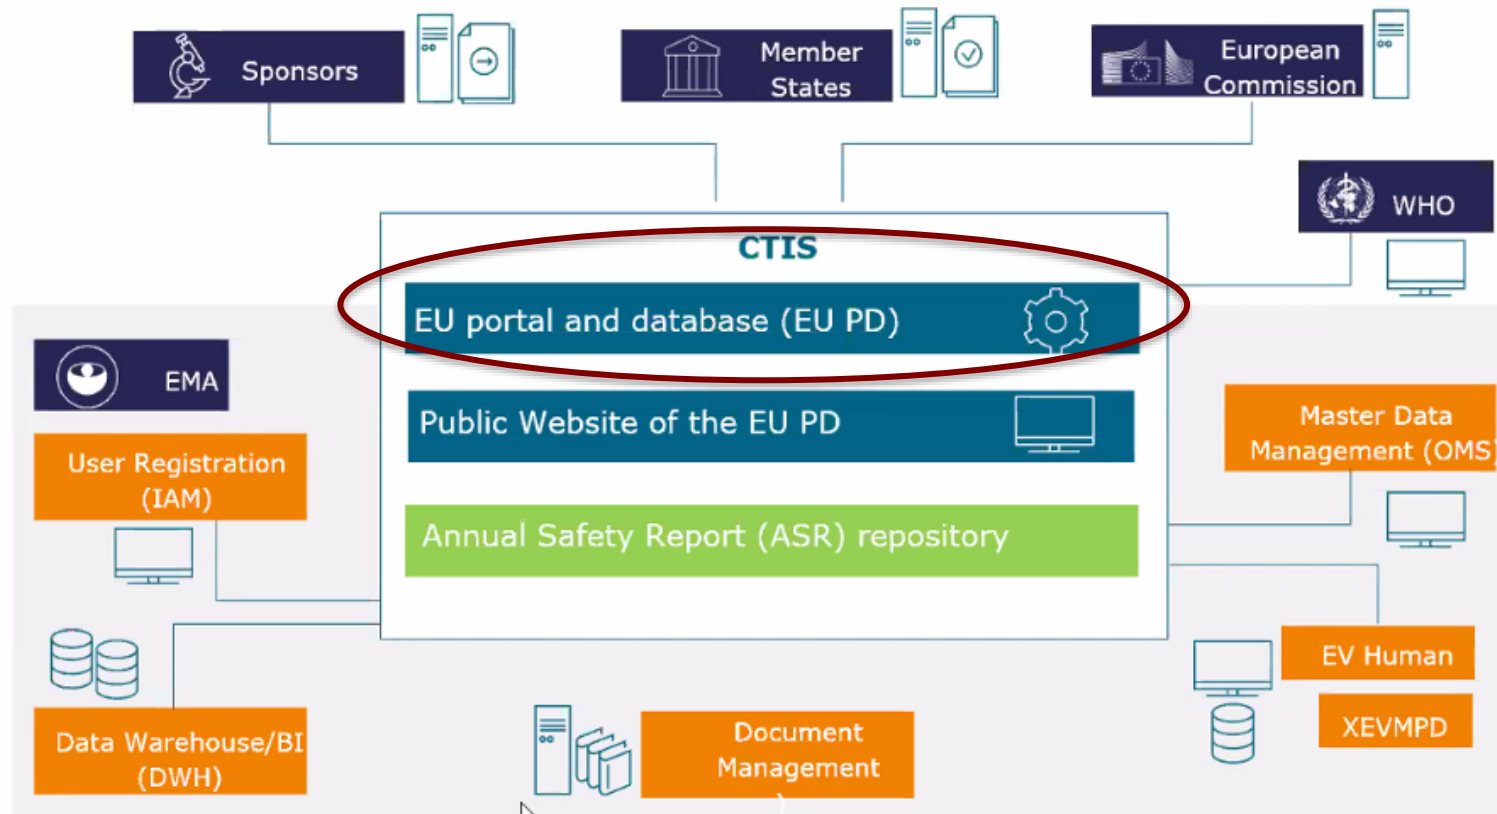 Sponsors
Member
States
European
Commission
WHO
CTIS
EU portal and database (EU PD)
EMA
Public Website of the EU PD
User Registration
(IAM)
Master Data
Management (OMS)
Annual Safety Report (ASR) repository
EV Human
XEVMPD
Data Warehouse/BI
(DWH)
Document
Management
)